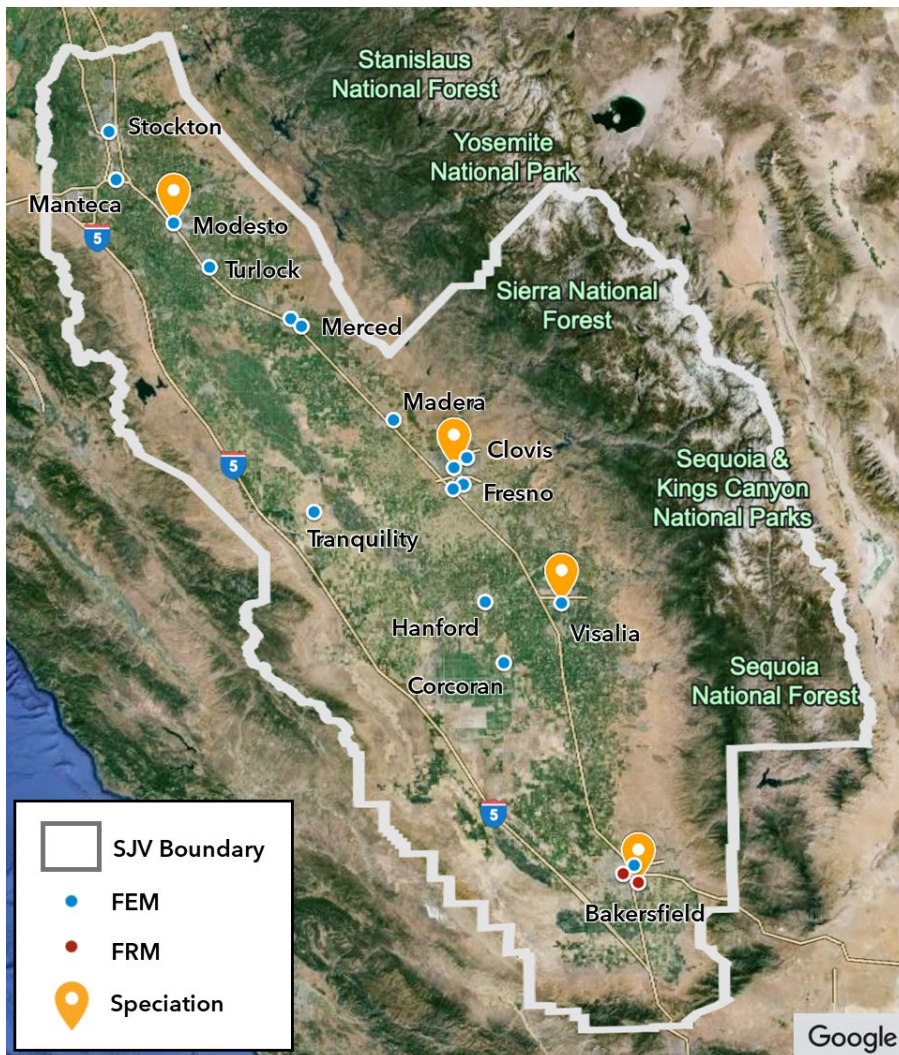 Stanislaus
National Forest
Yosemite
National Park
Stockton
Manteca
Modesto
5
Turlock
Sierra National
Forest
Merced
Madera
Clovis
5
Fresno
Sequoia &
Kings Canyon
National Parks
Tranquility
Hanford
Visalia
Corcoran
Sequoia
National Forest
5
Bakersfield
SJV Boundary
FEM
FRM
Speciation
Google